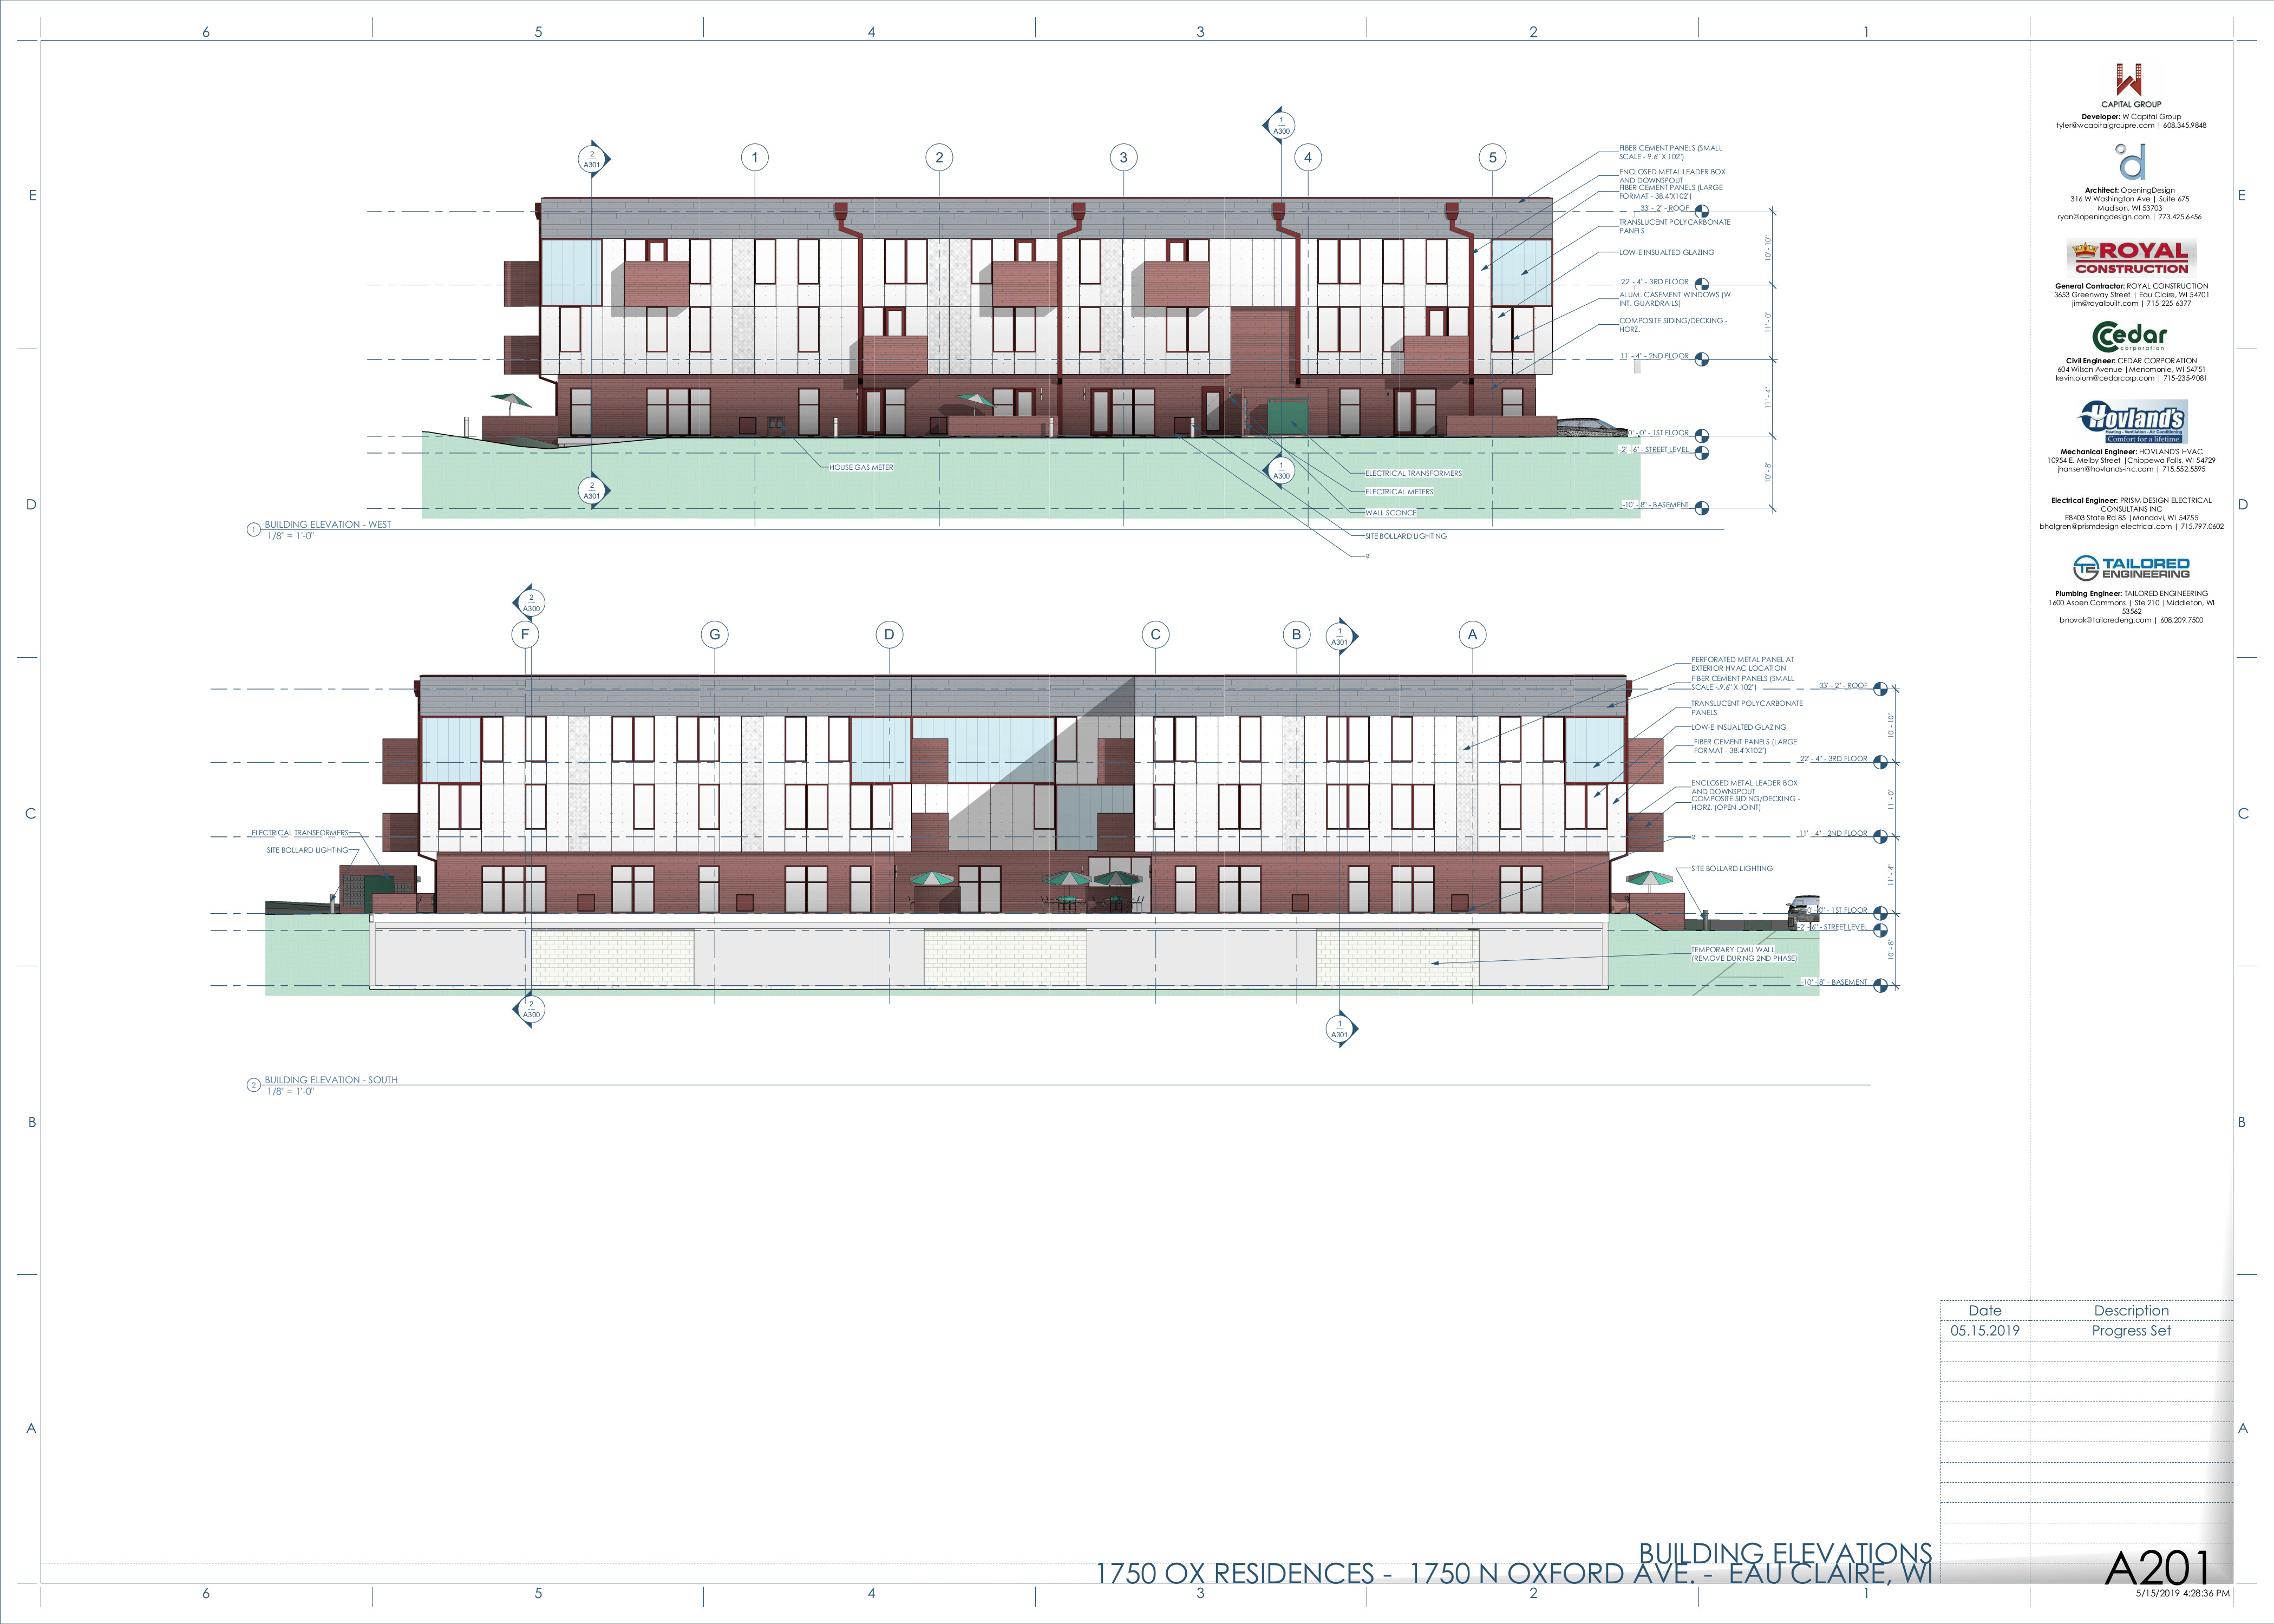 6 5 4 3 2 1
E
D
C
B
A
E
D
C
B
A
2
A301
1
2
3
1
A300
4
5
FIBER CEMENT PANELS (SMALL
SCALE - 9.6" X 102")
ENCLOSED METAL LEADER BOX
AND DOWNSPOUT
FIBER CEMENT PANELS (LARGE
FORMAT - 38.4"X102")
33' - 2" - ROOF
TRANSLUCENT POLYCARBONATE
PANELS
LOW-E INSUALTED GLAZING
22' - 4" - 3RD FLOOR
ALUM. CASEMENT WINDOWS (W
INT. GUARDRAILS)
COMPOSITE SIDING/DECKING -
HORZ.
11' - 4" - 2ND FLOOR
0' - 0" - 1ST FLOOR
-2' - 6" - STREET LEVEL
-10' - 8" - BASEMENT
10' - 10"
11' - 0"
11' - 4"
10' - 8"
HOUSE GAS METER
ELECTRICAL TRANSFORMERS
ELECTRICAL METERS
WALL SCONCE
SITE BOLLARD LIGHTING
?
2
A301
1
A300
1
BUILDING ELEVATION - WEST
1/8" = 1'-0"
2
A300
F
G
D
C
B
1
A301
A
PERFORATED METAL PANEL AT
EXTERIOR HVAC LOCATION
FIBER CEMENT PANELS (SMALL
SCALE - 9.6" X 102")
33' - 2" - ROOF
TRANSLUCENT POLYCARBONATE
PANELS
LOW-E INSUALTED GLAZING
FIBER CEMENT PANELS (LARGE
FORMAT - 38.4"X102")
22' - 4" - 3RD FLOOR
ENCLOSED METAL LEADER BOX
AND DOWNSPOUT
COMPOSITE SIDING/DECKING -
HORZ. (OPEN JOINT)
?
11' - 4" - 2ND FLOOR
SITE BOLLARD LIGHTING
0' - 0" - 1ST FLOOR
-2' - 6" - STREET LEVEL
TEMPORARY CMU WALL
(REMOVE DURING 2ND PHASE)
-10' - 8" - BASEMENT
10' - 10"
11' - 0"
11' - 4"
10' - 8"
ELECTRICAL TRANSFORMERS
SITE BOLLARD LIGHTING
2
A300
1
A301
2
BUILDING ELEVATION - SOUTH
1/8" = 1'-0"
CAPITAL GROUP
Developer: W Capital Group
tyler@wcapitalgroupre.com | 608.345.9848
Architect: OpeningDesign
316 W Washington Ave | Suite 675
Madison, WI 53703
ryan@openingdesign.com | 773.425.6456
ROYAL
CONSTRUCTION
General Contractor: ROYAL CONSTRUCTION
3653 Greenway Street | Eau Claire, WI 54701
jim@royalbuilt.com | 715-225-6377
Cedar
corporation
Civil Engineer: CEDAR CORPORATION
604 Wilson Avenue |Menomonie, WI 54751
kevin.oium@cedarcorp.com | 715-235-9081
Hovland's
Heating - Ventilation - Air Conditioning
Comfort for a lifetime.
Mechanical Engineer: HOVLAND'S HVAC
10954 E. Melby Street |Chippewa Falls, WI 54729
jhansen@hovlands-inc.com | 715.552.5595
Electrical Engineer: PRISM DESIGN ELECTRICAL
CONSULTANS INC
E8403 State Rd 85 |Mondovi, WI 54755
bhalgren@prismdesign-electrical.com | 715.797.0602
TE TAILORED
ENGINEERING
Plumbing Engineer: TAILORED ENGINEERING
1600 Aspen Commons | Ste 210 |Middleton, WI
53562
bnovak@tailoredeng.com | 608.209.7500
Date Description
05.15.2019 Progress Set
BUILDING ELEVATIONS
1750 OX RESIDENCES - 1750 N OXFORD AVE. - EAU CLAIRE, WI
A201
5/15/2019 4:28:36 PM
6 5 4 3 2 1